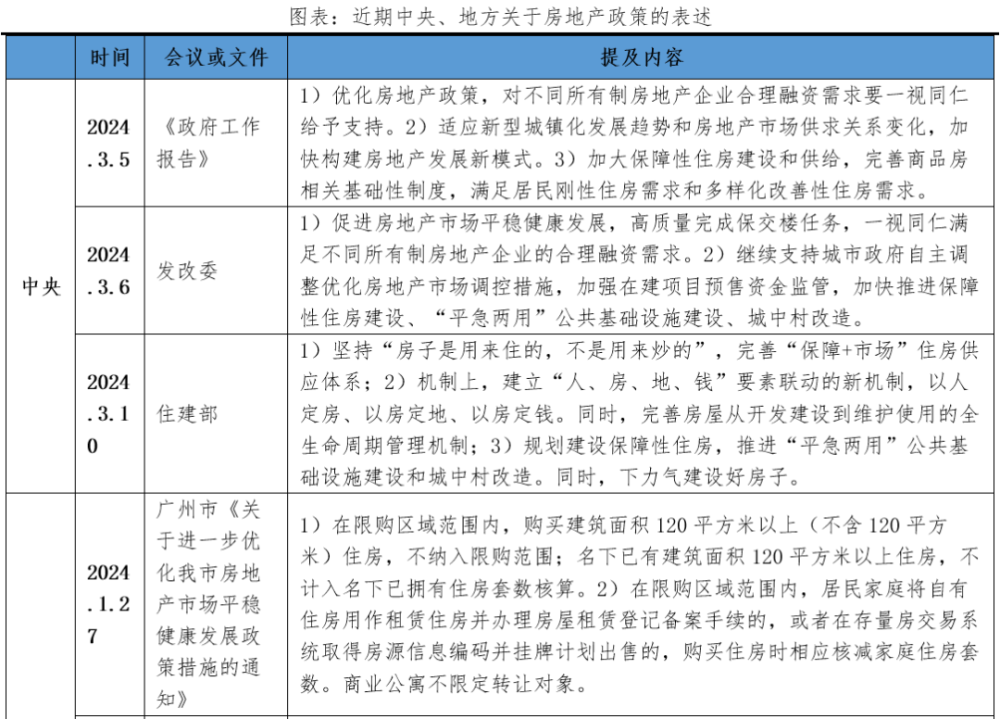 图表：近期中央、地方关于房地产政策的表述
时间 会议或文件 提及内容
中央
2024
.3.5
《政府工作
报告》
1）优化房地产政策，对不同所有制房地产企业合理融资需求要一视同仁
给予支持。2）适应新型城镇化发展趋势和房地产市场供求关系变化，加
快构建房地产发展新模式。3）加大保障性住房建设和供给，完善商品房
相关基础性制度，满足居民刚性住房需求和多样化改善性住房需求。
2024
.3.6
发改委
1）促进房地产市场平稳健康发展，高质量完成保交楼任务，一视同仁满
足不同所有制房地产企业的合理融资需求。2）继续支持城市政府自主调
整优化房地产市场调控措施，加强在建项目预售资金监管，加快推进保障
性住房建设、“平急两用”公共基础设施建设、城中村改造。
2024
.3.1
0
住建部
1）坚持“房子是用来住的，不是用来炒的”，完善“保障+市场”住房供
应体系；2）机制上，建立“人、房、地、钱”要素联动的新机制，以人
定房、以房定地、以房定钱。同时，完善房屋从开发建设到维护使用的全
生命周期管理机制；3）规划建设保障性住房，推进“平急两用”公共基
础设施建设和城中村改造。同时，下力气建设好房子。
2024
.1.2
7
广州市《关
于进一步优
化我市房地
产市场平稳
健康发展政
策措施的通
知》
1）在限购区域范围内，购买建筑面积 120 平方米以上（不含 120 平方
米）住房，不纳入限购范围；名下已有建筑面积 120 平方米以上住房，不
计入名下已拥有住房套数核算。2）在限购区域范围内，居民家庭将自有
住房用作租赁住房并办理房屋租赁登记备案手续的，或者在存量房交易系
统取得房源信息编码并挂牌计划出售的，购买住房时相应核减家庭住房套
数。商业公寓不限定转让对象。